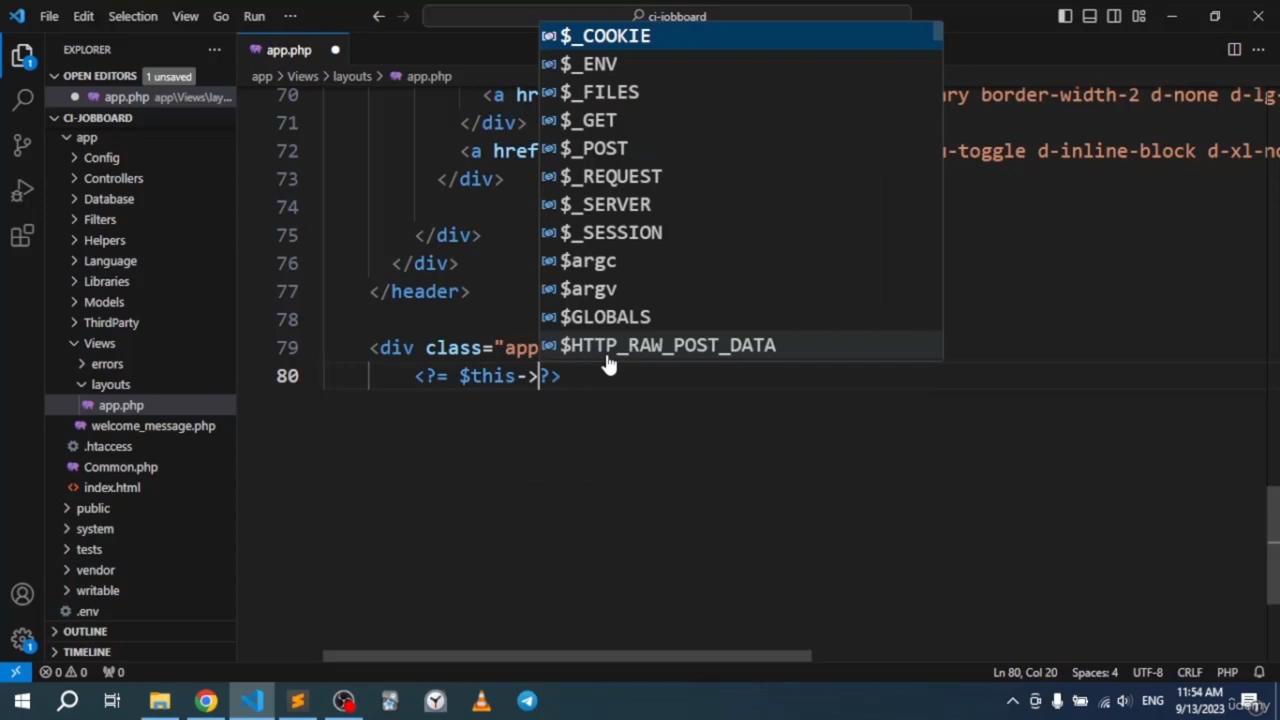 File Edit Selection View Go Run ··· ci-jobboard
EXPLORER ···
OPEN EDITORS 1 unsaved
app.php app\Views\lay...
CI-JOBBOARD
app
Config
Controllers
Database
Filters
Helpers
Language
Libraries
Models
ThirdParty
Views
errors
layouts
app.php
welcome_message.php
.htaccess
Common.php
index.html
public
system
tests
vendor
writable
.env
OUTLINE
TIMELINE
app.php
app > Views > layouts > app.php
70 <a hr ry border-width-2 d-none d-lg-
71 </div>
72 <a href u-toggle d-inline-block d-xl-no
73 </div>
74
75 </div>
76 </div>
77 </header>
78
79 <div class="app
80 <?= $this->?>
$_COOKIE
$_ENV
$_FILES
$_GET
$_POST
$_REQUEST
$_SERVER
$_SESSION
$argc
$argv
$GLOBALS
$HTTP_RAW_POST_DATA
0 0 0 Ln 80, Col 20 Spaces: 4 UTF-8 CRLF PHP
ENG 11:54 AM
9/13/2023
udemy